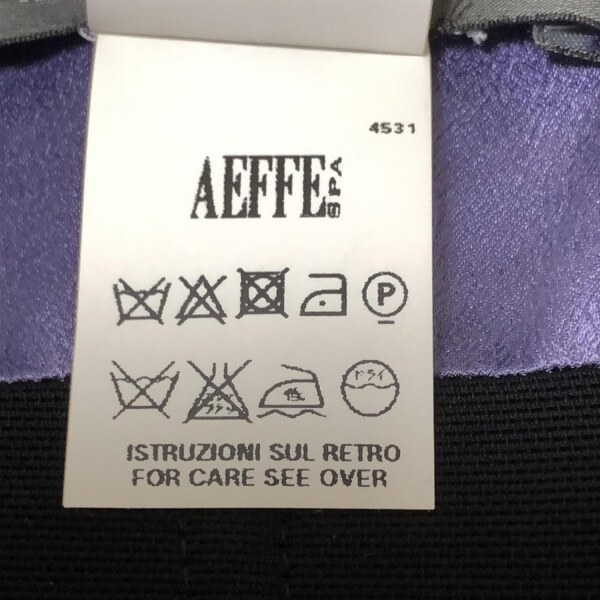 4531
AEFFE SPA
P
低 ドライ
ISTRUZIONI SUL RETRO
FOR CARE SEE OVER